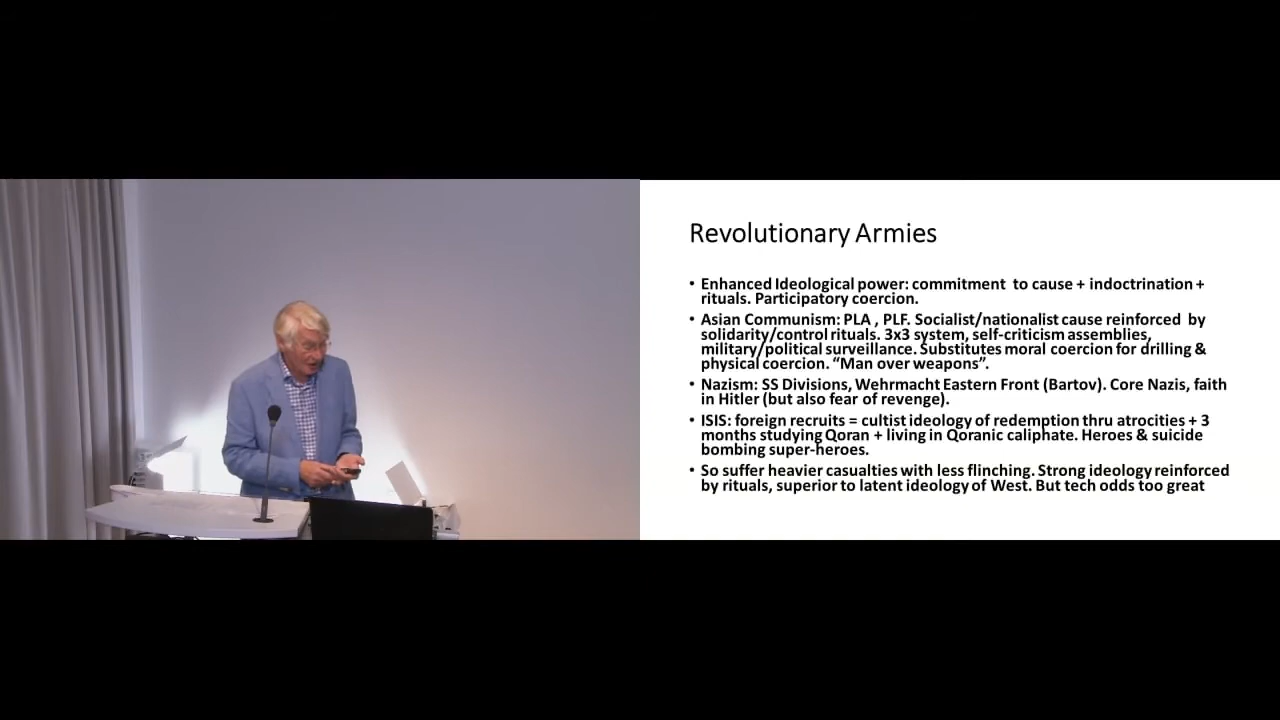 Revolutionary Armies
• Enhanced Ideological power: commitment to cause + indoctrination +
rituals. Participatory coercion.
• Asian Communism: PLA , PLF. Socialist/nationalist cause reinforced by
solidarity/control rituals. 3x3 system, self-criticism assemblies,
military/political surveillance. Substitutes moral coercion for drilling &
physical coercion. “Man over weapons”.
• Nazism: SS Divisions, Wehrmacht Eastern Front (Bartov). Core Nazis, faith
in Hitler (but also fear of revenge).
• ISIS: foreign recruits = cultist ideology of redemption thru atrocities + 3
months studying Qoran + living in Qoranic caliphate. Heroes & suicide
bombing super-heroes.
• So suffer heavier casualties with less flinching. Strong ideology reinforced
by rituals, superior to latent ideology of West. But tech odds too great